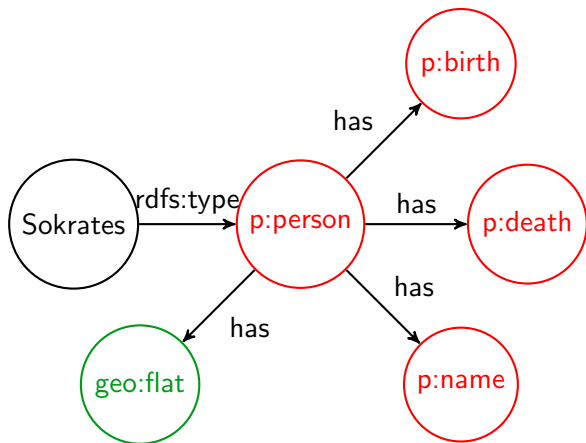 p:birth
has
rdfs:type
Sokrates
p:person
has
p:death
has
has
geo:flat
p:name